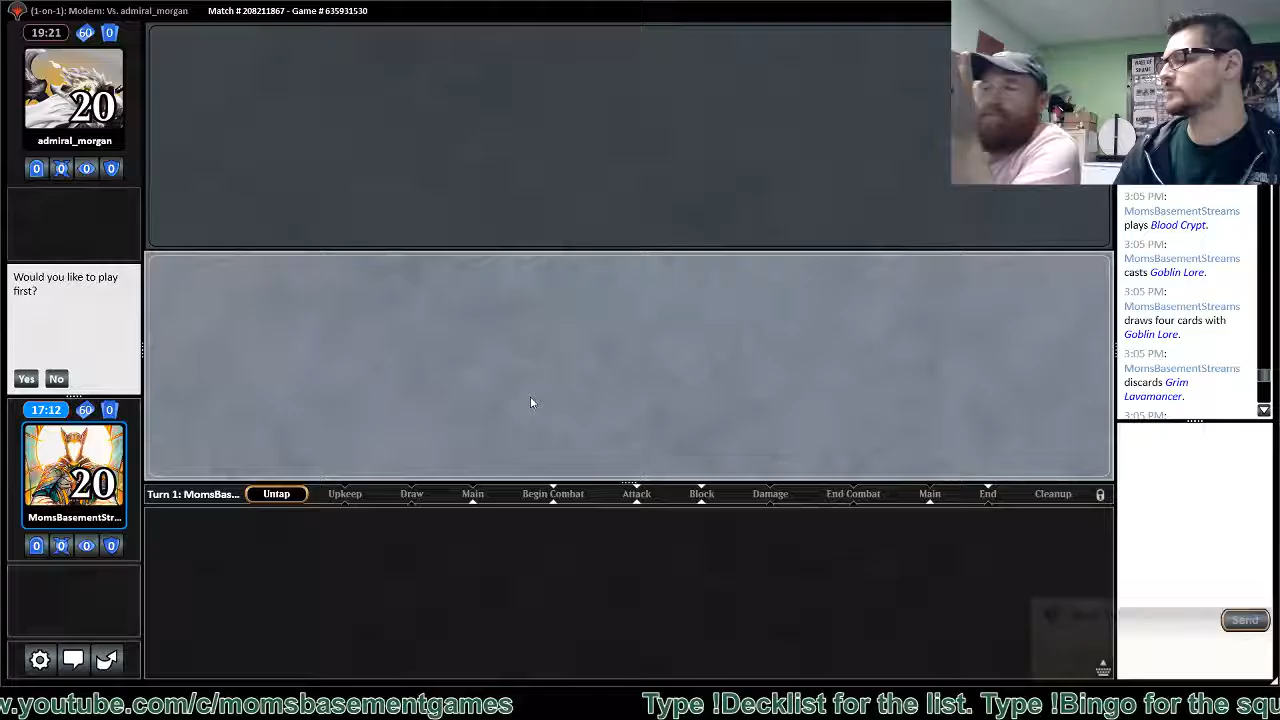 (1-on-1): Modern: Vs. admiral_morgan
Match # 208211867 - Game # 635931530
19:21
60
0
20
admiral_morgan
0
0
0
0
Would you like to play
first?
Yes
No
17:12
60
0
20
MomsBasementStr...
0
0
0
0
Turn 1: MomsBas...
Untap
Upkeep
Draw
Main
Begin Combat
Attack
Block
Damage
End Combat
Main
End
Cleanup
3:05 PM:
MomsBasementStreams
plays Blood Crypt.
3:05 PM:
MomsBasementStreams
casts Goblin Lore.
3:05 PM:
MomsBasementStreams
draws four cards with
Goblin Lore.
3:05 PM:
MomsBasementStreams
discards Grim
Lavamancer.
3:05 PM:
Send
w.youtube.com/c/momsbasementgames
Type !Decklist for the list. Type !Bingo for the squ